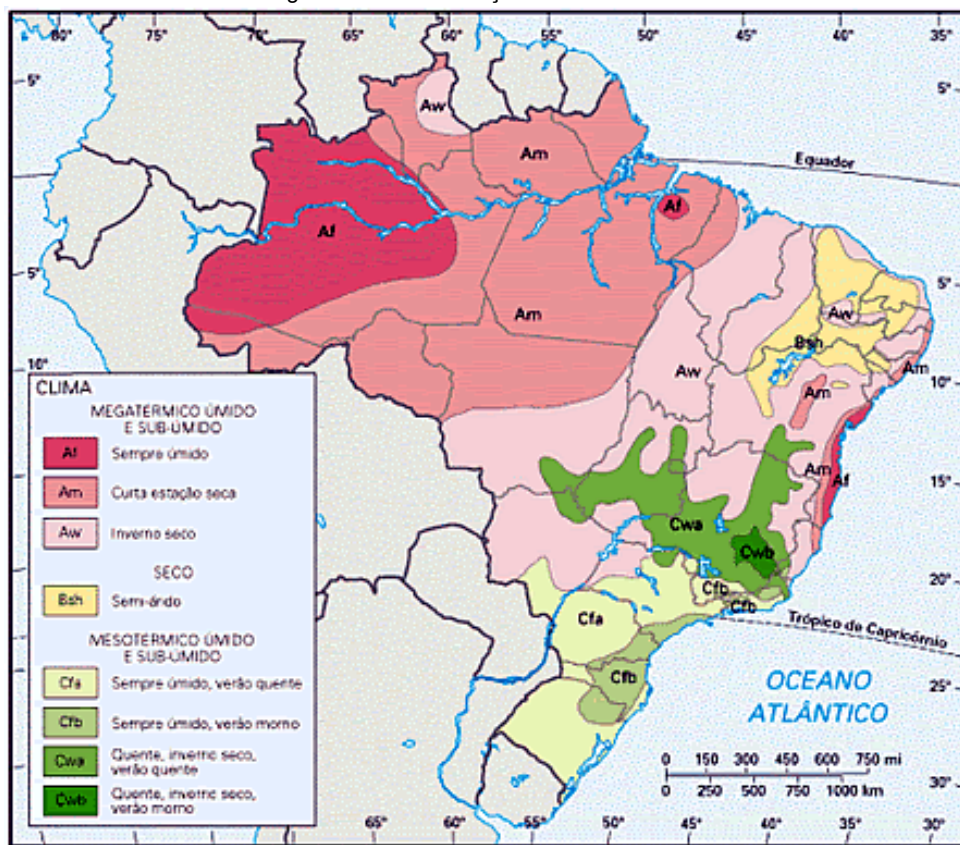 80° 75° 65° 60° 50° 45° 40° 35°
5° 5°
Aw
Am
Equador
Af
Af
5° 5°
Am
Aw
Bsh
Aw
Am
10° 10°
Am
Am
Af
15°
Cwa
Cwb
20°
Cfb
Cfb
Trópico de Capricórnio
Cfa
Cfb
25°
OCEANO
ATLÂNTICO
0 150 300 450 600 750 mi
0 250 500 750 1000 km
30°
65° 60° 55° 50° 45° 40° 35° 30°
CLIMA
MEGATERMICO ÚMIDO
E SUB-ÚMIDO
Af Sempre úmido
Am Curta estação seca
Aw Inverno seco
SECO
Bsh Semi-árido
MESOTERMICO ÚMIDO
E SUB-ÚMIDO
Cfa Sempre úmido, verão quente
Cfb Sempre úmido, verão morno
Cwa Quente, inverno seco,
verão quente
Cwb Quente, inverno seco,
verão morno